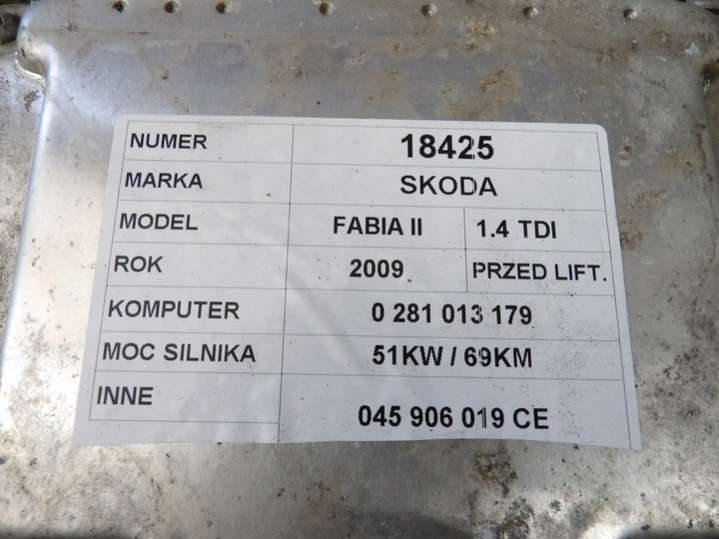 NUMER 18425
MARKA SKODA
MODEL FABIA II 1.4 TDI
ROK 2009 PRZED LIFT.
KOMPUTER 0 281 013 179
MOC SILNIKA 51KW / 69KM
INNE 045 906 019 CE